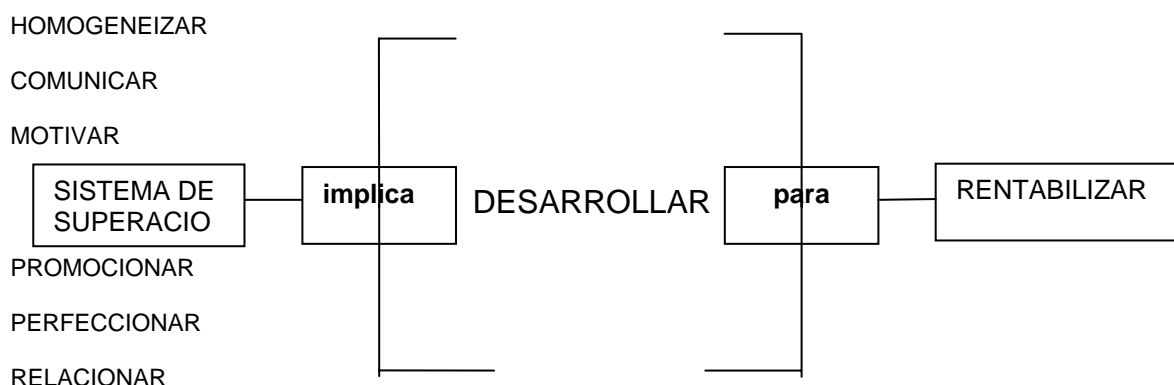 HOMOGENEIZAR
COMUNICAR
MOTIVAR
SISTEMA DE
SUPERACIO
implica
DESARROLLAR
para
RENTABILIZAR
PROMOCIONAR
PERFECCIONAR
RELACIONAR